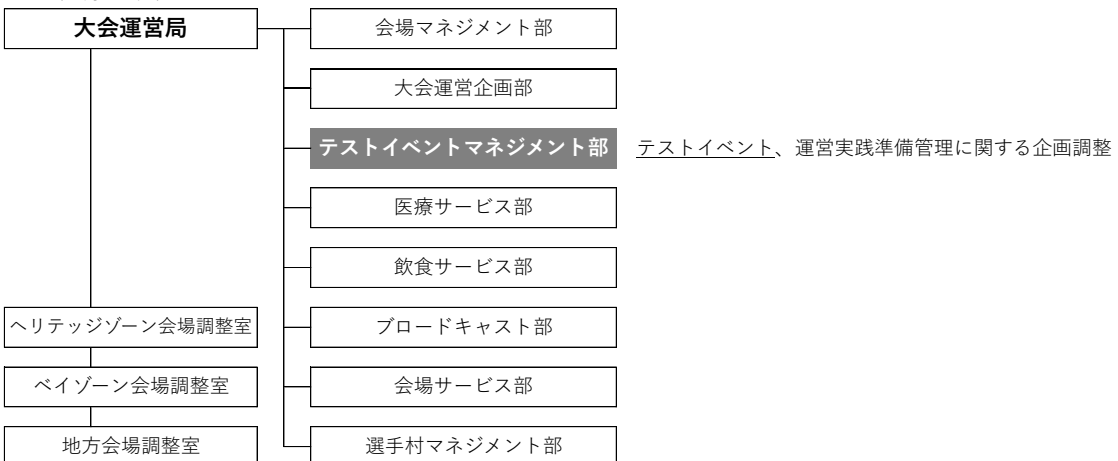 大会運営局
会場マネジメント部
大会運営企画部
テストイベントマネジメント部 テストイベント、運営実践準備管理に関する企画調整
医療サービス部
飲食サービス部
ヘリテッジゾーン会場調整室 ブロードキャスト部
ベイゾーン会場調整室 会場サービス部
地方会場調整室 選手村マネジメント部